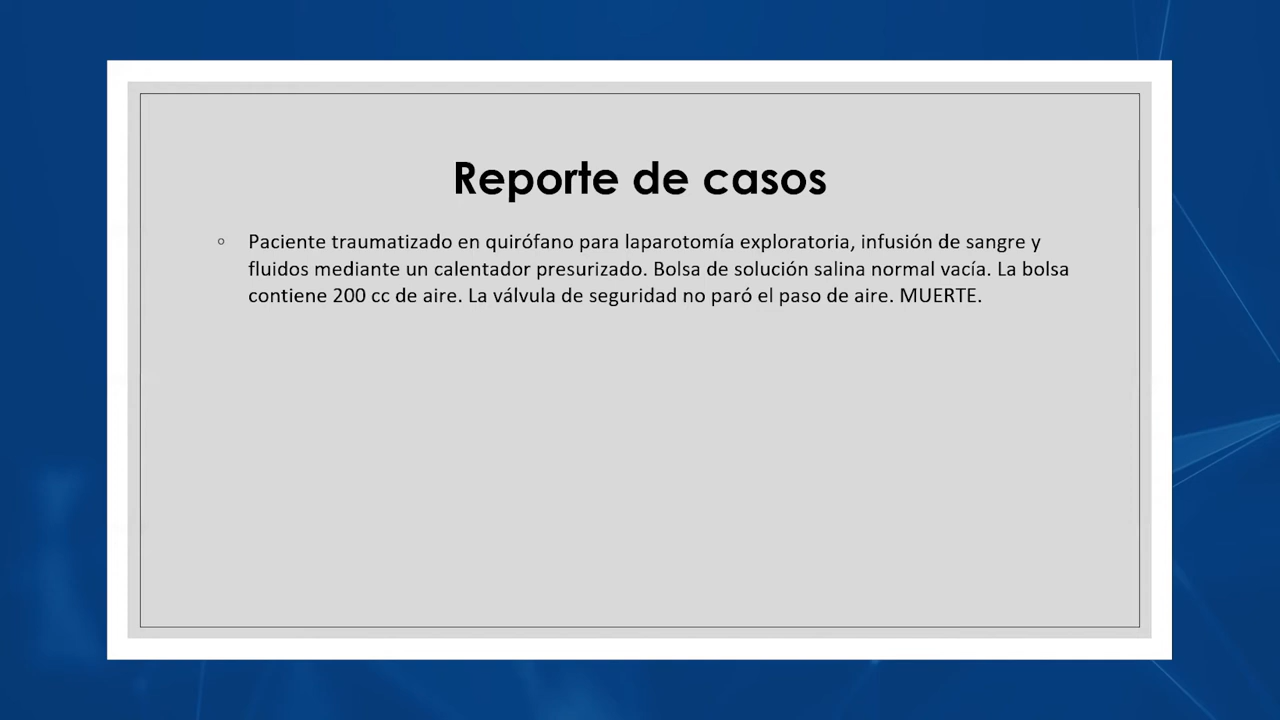 Reporte de casos
◦ Paciente traumatizado en quirófano para laparotomía exploratoria, infusión de sangre y
fluidos mediante un calentador presurizado. Bolsa de solución salina normal vacía. La bolsa
contiene 200 cc de aire. La válvula de seguridad no paró el paso de aire. MUERTE.